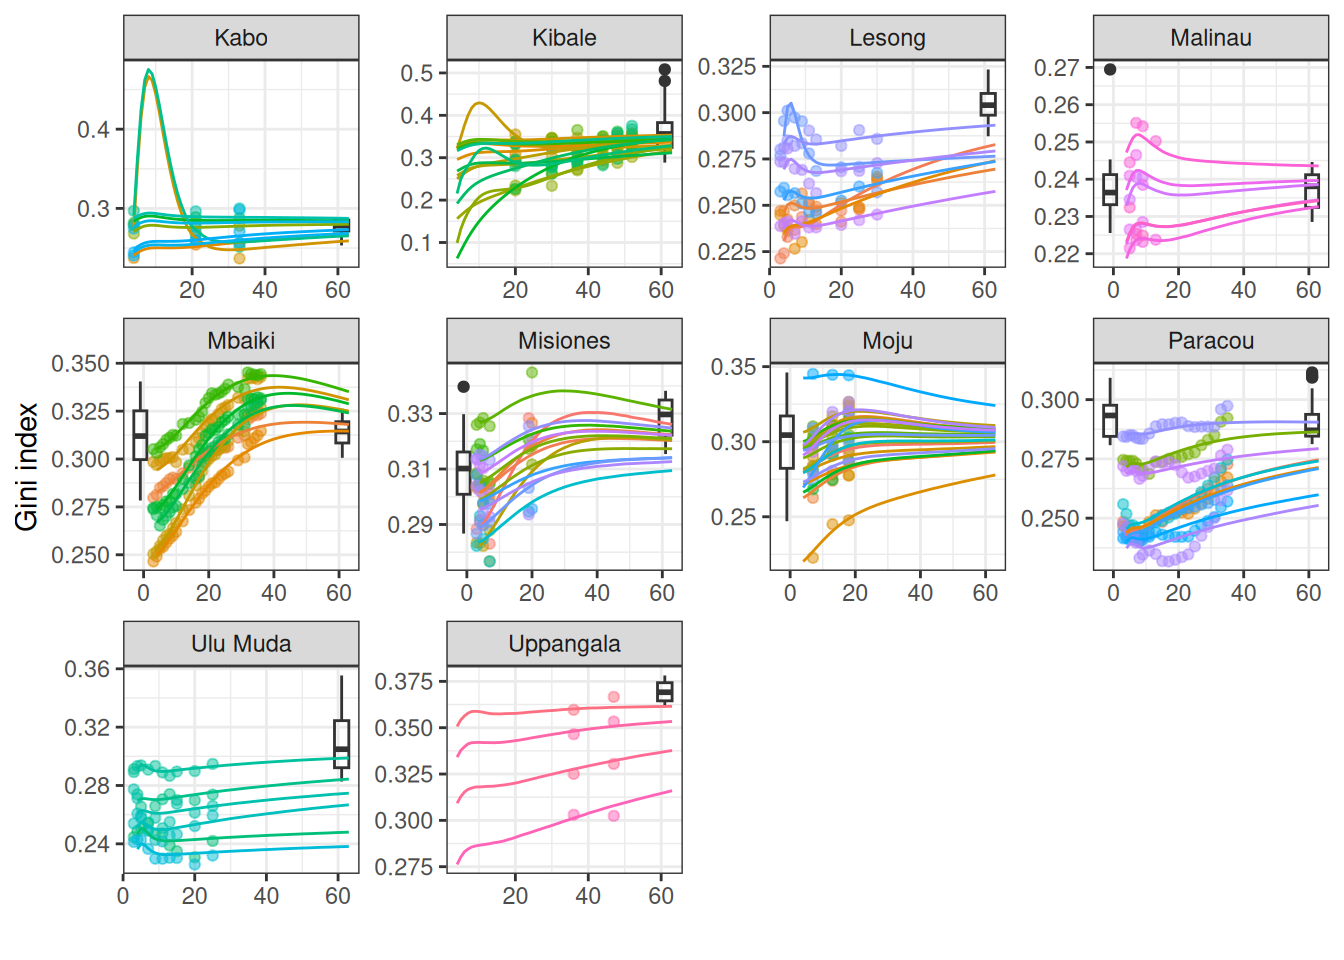 Kabo Kibale Lesong Malinau
0.4
0.3
20 40 60
0.5
0.4
0.3
0.2
0.1
20 40 60
0.325
0.300
0.275
0.250
0.225
0 20 40 60
0.27
0.26
0.25
0.24
0.23
0.22
0 20 40 60
Mbaiki Misiones Moju Paracou
0.350
0.325
0.300
0.275
0.250
0 20 40 60
0.33
0.31
0.29
0 20 40 60
0.35
0.30
0.25
0 20 40 60
0.300
0.275
0.250
0 20 40 60
Gini index
Ulu Muda Uppangala
0.36
0.32
0.28
0.24
0 20 40 60
0.375
0.350
0.325
0.300
0.275
20 40 60